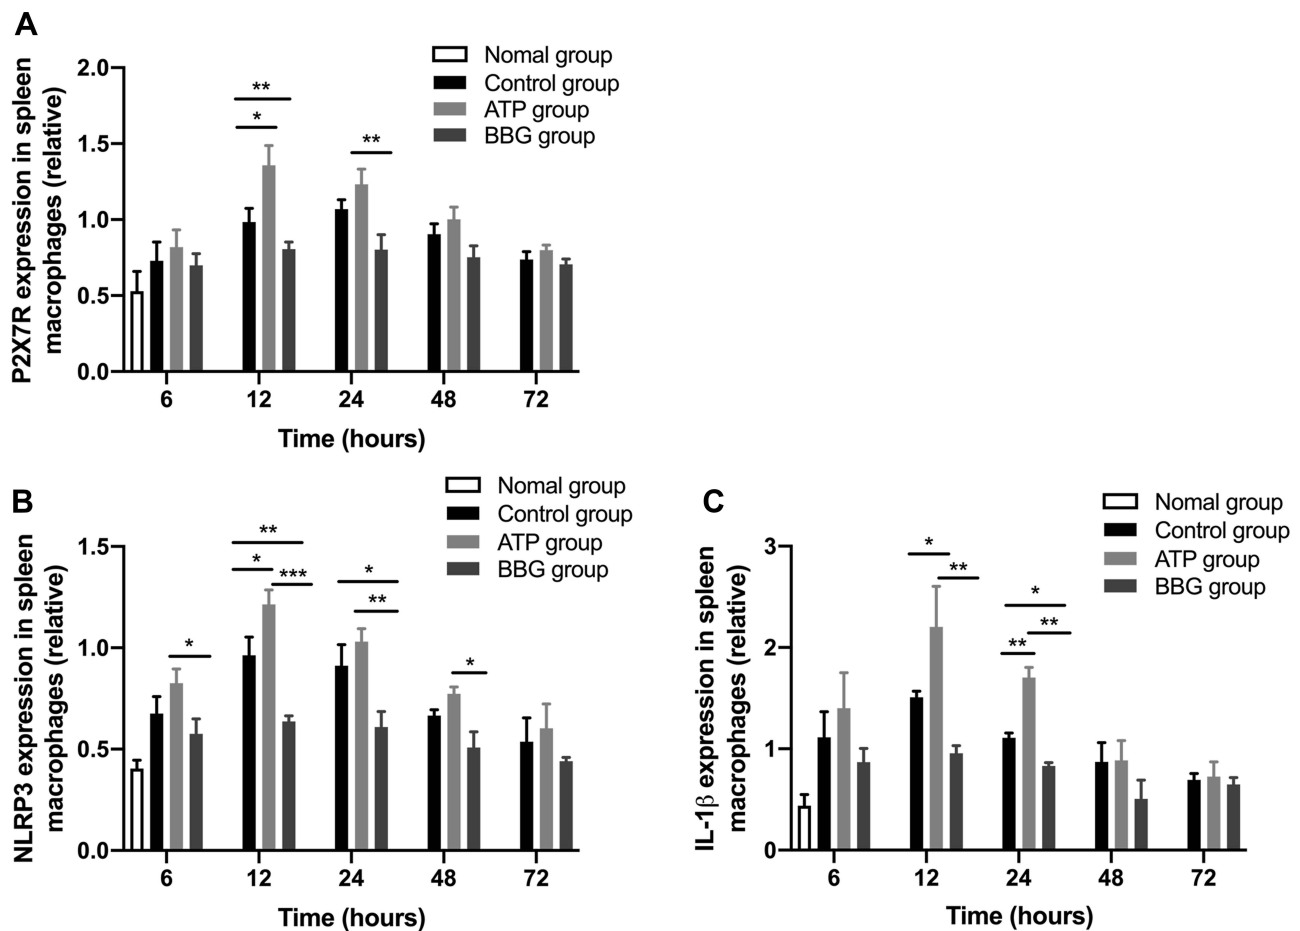 A
Nomal group
Control group
ATP group
BBG group
P2X7R expression in spleen
macrophages (relative)
2.0
1.5
1.0
0.5
0.0
**
*
**
6 12 24 48 72
Time (hours)
B
Nomal group
Control group
ATP group
BBG group
NLRP3 expression in spleen
macrophages (relative)
1.5
1.0
0.5
0.0
*
**
*
***
*
**
*
6 12 24 48 72
Time (hours)
C
Nomal group
Control group
ATP group
BBG group
IL-1β expression in spleen
macrophages (relative)
3
2
1
0
*
**
*
**
**
6 12 24 48 72
Time (hours)